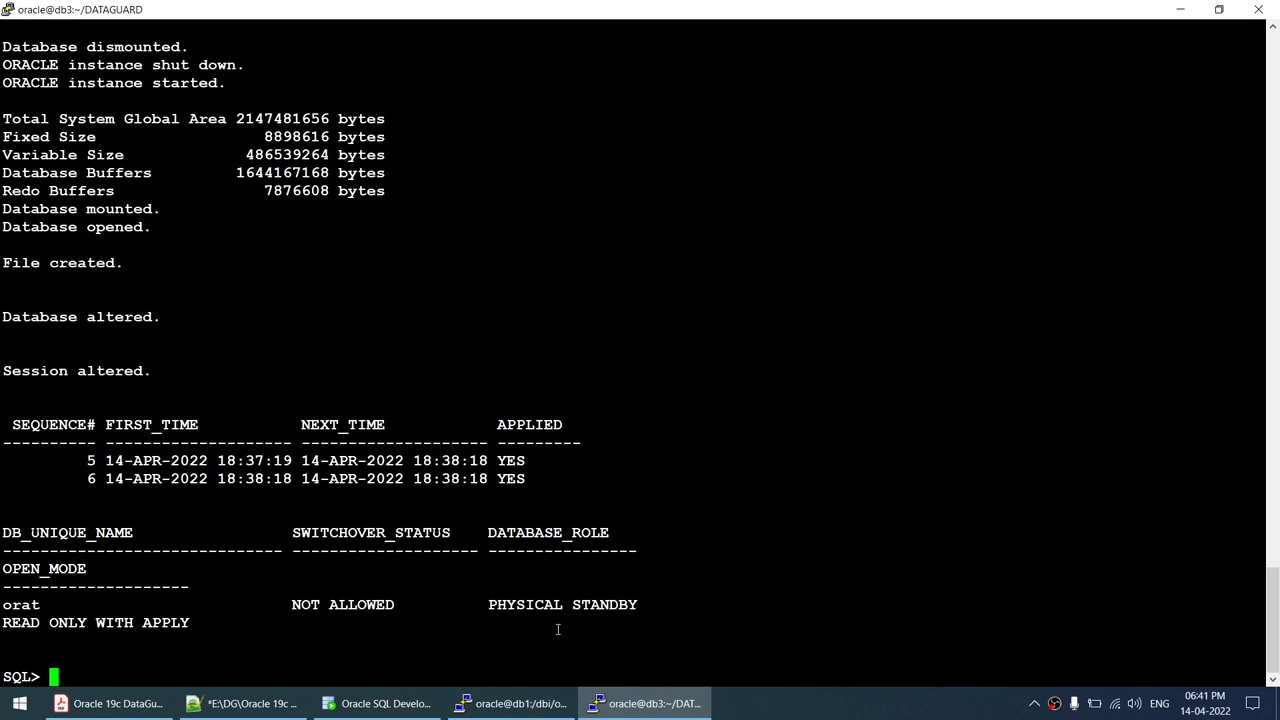 oracle@db3:~/DATAGUARD
Database dismounted.
ORACLE instance shut down.
ORACLE instance started.
Total System Global Area 2147481656 bytes
Fixed Size 8898616 bytes
Variable Size 486539264 bytes
Database Buffers 1644167168 bytes
Redo Buffers 7876608 bytes
Database mounted.
Database opened.
File created.
Database altered.
Session altered.
SEQUENCE# FIRST_TIME NEXT_TIME APPLIED
---------- -------------------- -------------------- ---------
5 14-APR-2022 18:37:19 14-APR-2022 18:38:18 YES
6 14-APR-2022 18:38:18 14-APR-2022 18:38:18 YES
DB_UNIQUE_NAME SWITCHOVER_STATUS DATABASE_ROLE
------------------------------ -------------------- ----------------
OPEN_MODE
--------------------
orat NOT ALLOWED PHYSICAL STANDBY
READ ONLY WITH APPLY
SQL>
Oracle 19c DataGu... *E:\DG\Oracle 19c ... Oracle SQL Develo... oracle@db1:/dbi/o... oracle@db3:~/DAT... ENG 06:41 PM
14-04-2022